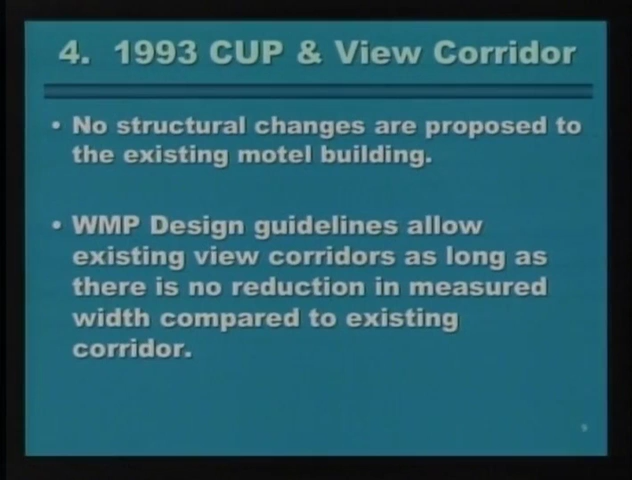 4. 1993 CUP & View Corridor
• No structural changes are proposed to
the existing motel building.
• WMP Design guidelines allow
existing view corridors as long as
there is no reduction in measured
width compared to existing
corridor.
9